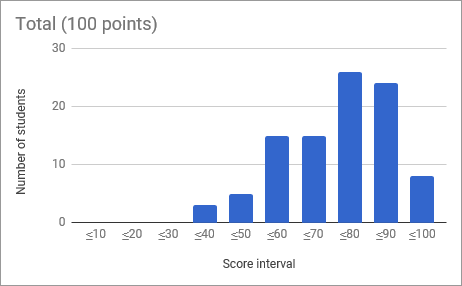 Total (100 points)
30
20
10
0
≤10 ≤20 ≤30 ≤40 ≤50 ≤60 ≤70 ≤80 ≤90 ≤100
Number of students
Score interval